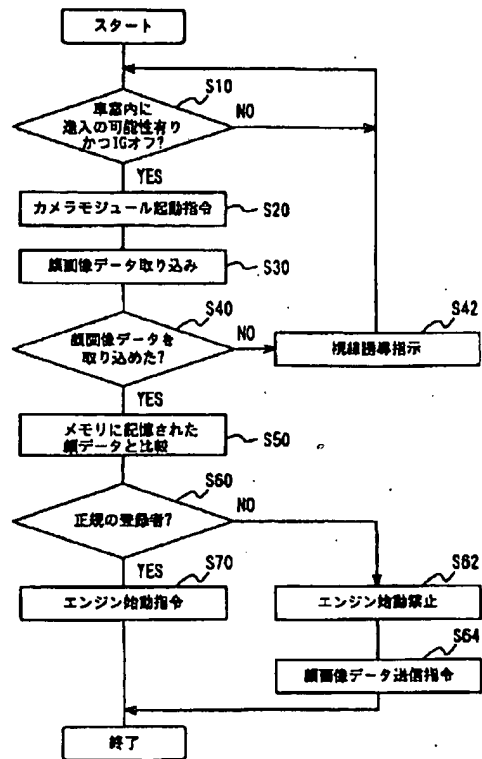 スタート
S10
車室内に
進入の可能性有り
かつIGオフ?
NO
YES
カメラモジュール起動指令
S20
顔画像データ取り込み
S30
S40
顔画像データを
取り込めた?
NO
S42
視線誘導指示
YES
メモリに記憶された
顔データと比較
S50
S60
正規の登録者?
NO
YES
S70
エンジン始動指令
S62
エンジン始動禁止
S64
顔画像データ送信指令
終了